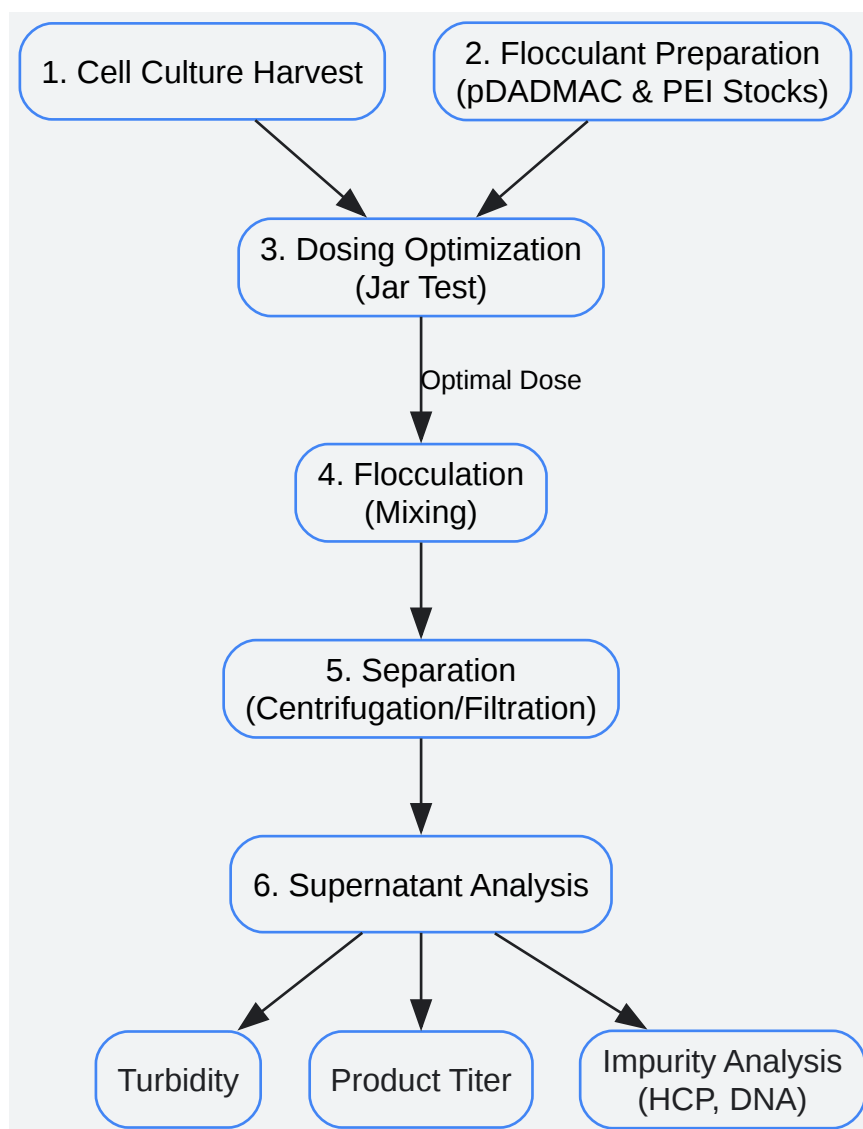 1. Cell Culture Harvest
2. Flocculant Preparation
(pDADMAC & PEI Stocks)
3. Dosing Optimization
(Jar Test)
Optimal Dose
4. Flocculation
(Mixing)
5. Separation
(Centrifugation/Filtration)
6. Supernatant Analysis
Turbidity
Product Titer
Impurity Analysis
(HCP, DNA)